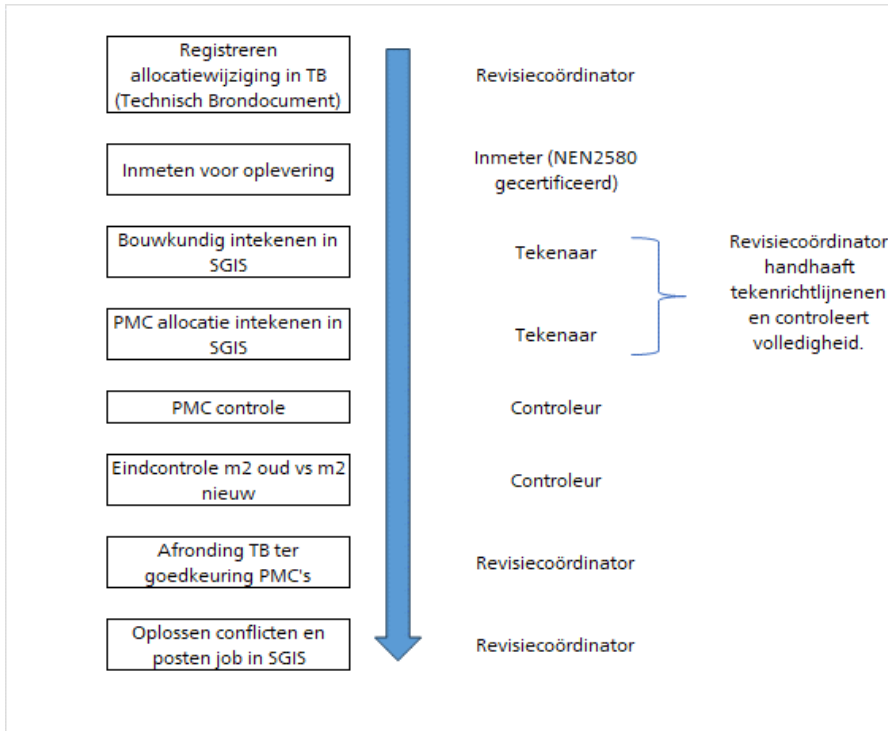 Registreren
allocatiewijziging in TB
(Technisch Brondocument)
Revisiecoördinator
Inmeten voor oplevering
Inmeter (NEN2580
gecertificeerd)
Bouwkundig intekenen in
SGIS
Tekenaar
PMC allocatie intekenen in
SGIS
Tekenaar
Revisiecoördinator
handhaaft
tekenrichtlijnenen
en controleert
volledigheid.
PMC controle
Controleur
Eindcontrole m2 oud vs m2
nieuw
Controleur
Afronding TB ter
goedkeuring PMC's
Revisiecoördinator
Oplossen conflicten en
posten job in SGIS
Revisiecoördinator